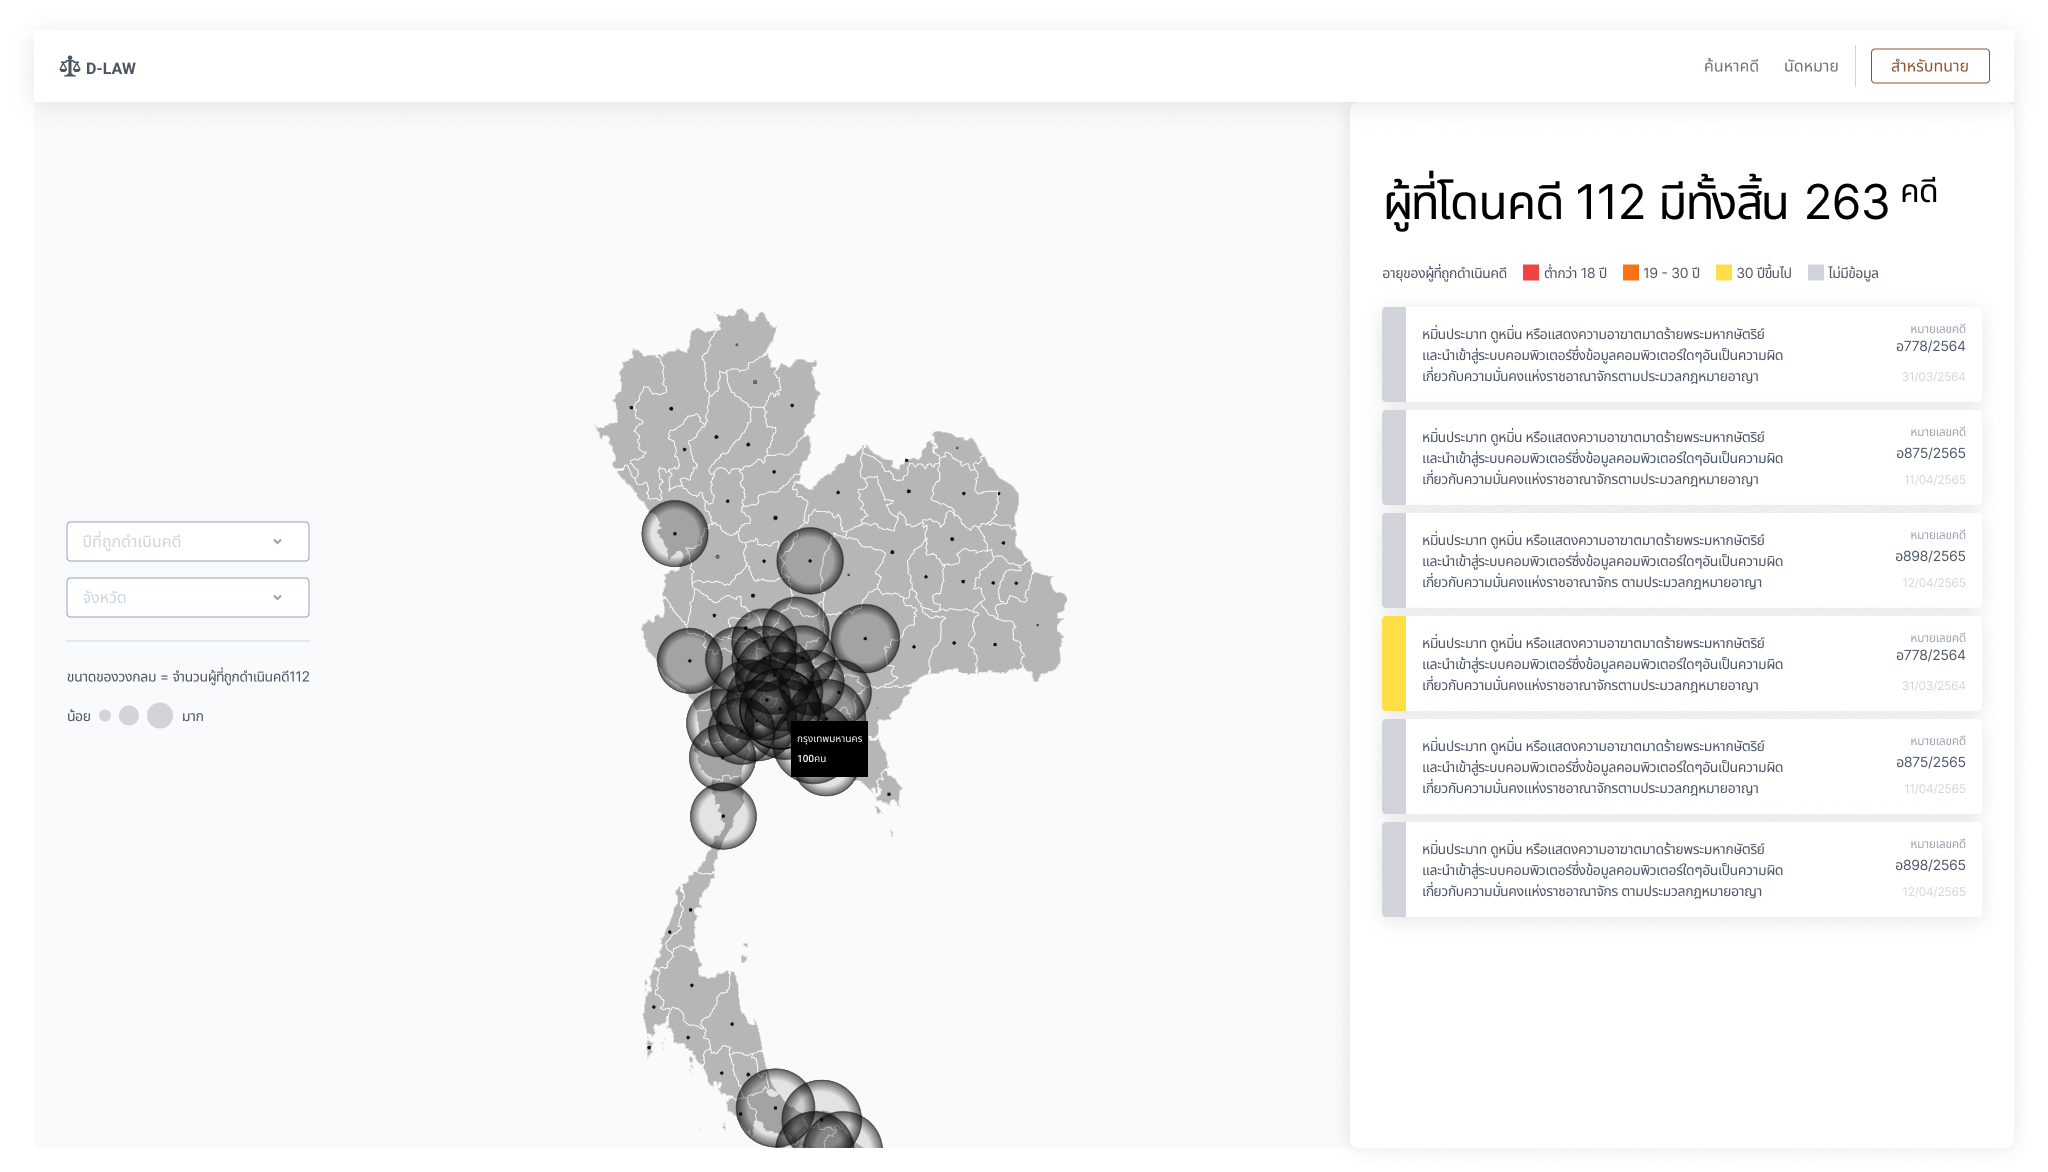 D-LAW
ค้นหาคดี
นัดหมาย
สำหรับทนาย
ปีที่ถูกดำเนินคดี
จังหวัด
ขนาดของวงกลม = จำนวนผู้ที่ถูกดำเนินคดี112
น้อย
มาก
กรุงเทพมหานคร
100คน
ผู้ที่โดนคดี 112 มีทั้งสิ้น 263 คดี
อายุของผู้ที่ถูกดำเนินคดี
ต่ำกว่า 18 ปี
19 - 30 ปี
30 ปีขึ้นไป
ไม่มีข้อมูล
หมิ่นประมาท ดูหมิ่น หรือแสดงความอาฆาตมาดร้ายพระมหากษัตริย์
และนำเข้าสู่ระบบคอมพิวเตอร์ซึ่งข้อมูลคอมพิวเตอร์ใดๆอันเป็นความผิด
เกี่ยวกับความมั่นคงแห่งราชอาณาจักรตามประมวลกฎหมายอาญา
หมายเลขคดี
อ778/2564
31/03/2564
หมิ่นประมาท ดูหมิ่น หรือแสดงความอาฆาตมาดร้ายพระมหากษัตริย์
และนำเข้าสู่ระบบคอมพิวเตอร์ซึ่งข้อมูลคอมพิวเตอร์ใดๆอันเป็นความผิด
เกี่ยวกับความมั่นคงแห่งราชอาณาจักรตามประมวลกฎหมายอาญา
หมายเลขคดี
อ875/2565
11/04/2565
หมิ่นประมาท ดูหมิ่น หรือแสดงความอาฆาตมาดร้ายพระมหากษัตริย์
และนำเข้าสู่ระบบคอมพิวเตอร์ซึ่งข้อมูลคอมพิวเตอร์ใดๆอันเป็นความผิด
เกี่ยวกับความมั่นคงแห่งราชอาณาจักร ตามประมวลกฎหมายอาญา
หมายเลขคดี
อ898/2565
12/04/2565
หมิ่นประมาท ดูหมิ่น หรือแสดงความอาฆาตมาดร้ายพระมหากษัตริย์
และนำเข้าสู่ระบบคอมพิวเตอร์ซึ่งข้อมูลคอมพิวเตอร์ใดๆอันเป็นความผิด
เกี่ยวกับความมั่นคงแห่งราชอาณาจักรตามประมวลกฎหมายอาญา
หมายเลขคดี
อ778/2564
31/03/2564
หมิ่นประมาท ดูหมิ่น หรือแสดงความอาฆาตมาดร้ายพระมหากษัตริย์
และนำเข้าสู่ระบบคอมพิวเตอร์ซึ่งข้อมูลคอมพิวเตอร์ใดๆอันเป็นความผิด
เกี่ยวกับความมั่นคงแห่งราชอาณาจักรตามประมวลกฎหมายอาญา
หมายเลขคดี
อ875/2565
11/04/2565
หมิ่นประมาท ดูหมิ่น หรือแสดงความอาฆาตมาดร้ายพระมหากษัตริย์
และนำเข้าสู่ระบบคอมพิวเตอร์ซึ่งข้อมูลคอมพิวเตอร์ใดๆอันเป็นความผิด
เกี่ยวกับความมั่นคงแห่งราชอาณาจักร ตามประมวลกฎหมายอาญา
หมายเลขคดี
อ898/2565
12/04/2565